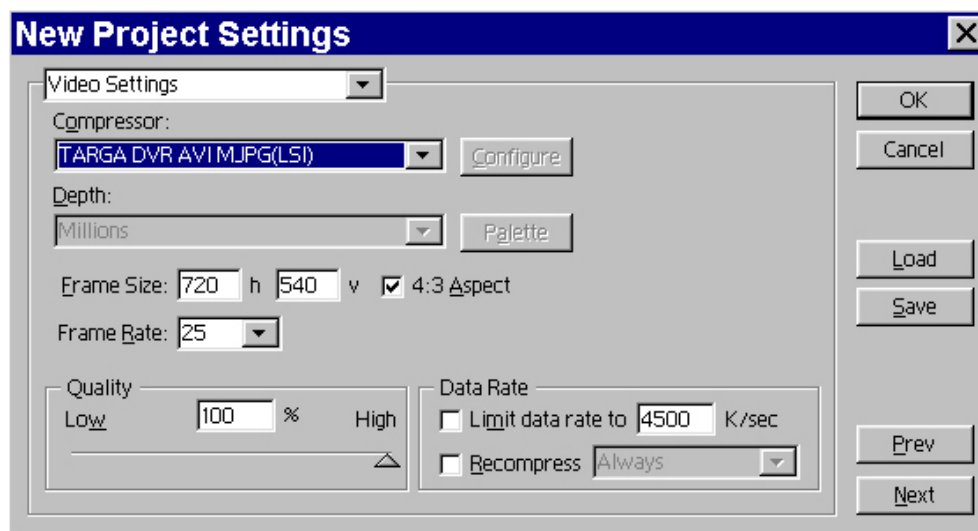 New Project Settings
Video Settings
OK
Compressor:
TARGA DVR AVI MJPG(LSI)
Configure
Cancel
Depth:
Millions
Palette
Load
Frame Size: 720 h 540 v 4:3 Aspect
Save
Frame Rate: 25
Quality
Data Rate
Low 100 % High
Limit data rate to 4500 K/sec
Prev
Recompress Always
Next